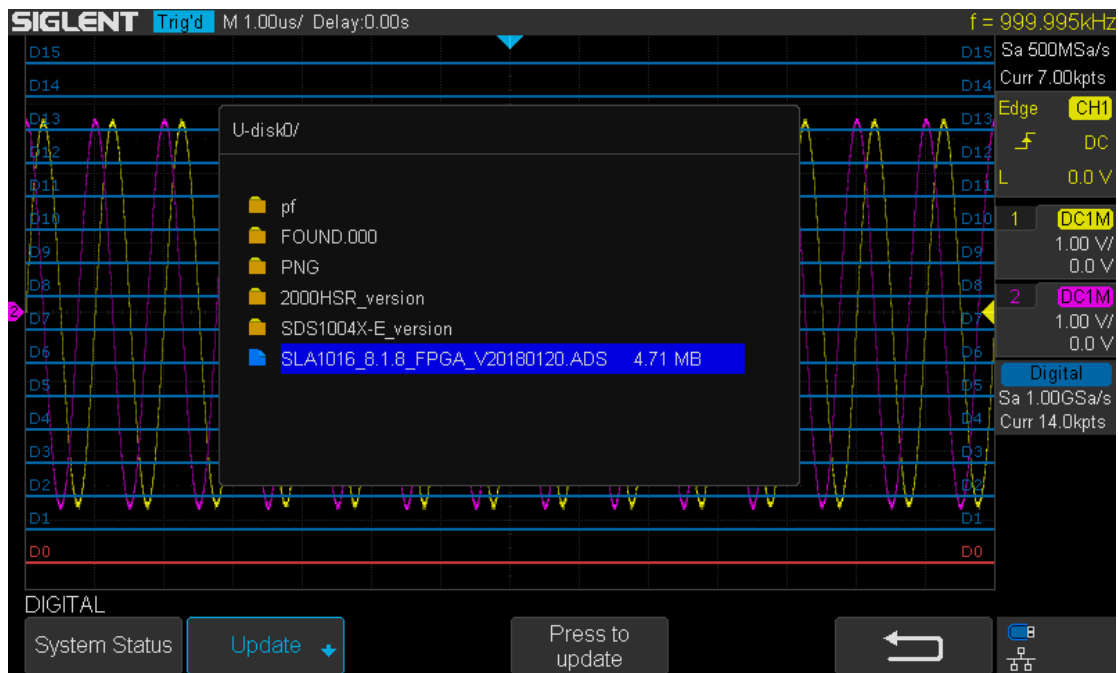 SIGLENT Trig'd M 1.00us/ Delay:0.00s f = 999.995kHz
D15 D15 Sa 500MSa/s
D14 D14 Curr 7.00kpts
D13 D13 Edge CH1
D12 D12 DC
D11 D11 L 0.0 V
D10 D10 1 DC1M
1.00 V/
D9 D9 0.0 V
D8 D8 2 DC1M
2 D7 D7 1.00 V/
0.0 V
D6 D6 Digital
D5 D5 Sa 1.00GSa/s
D4 D4 Curr 14.0kpts
D3 D3
D2 D2
D1 D1
D0 D0
U-disk0/
pf
FOUND.000
PNG
2000HSR_version
SDS1004X-E_version
SLA1016_8.1.8_FPGA_V20180120.ADS 4.71 MB
DIGITAL
System Status Update Press to
update